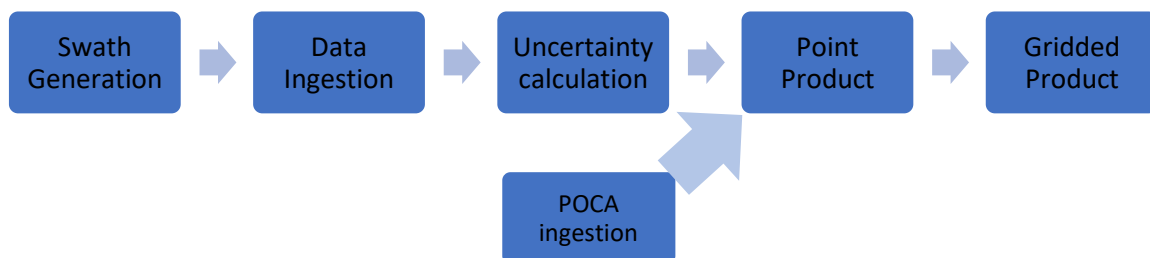 Swath
Generation
Data
Ingestion
Uncertainty
calculation
Point
Product
Gridded
Product
POCA
ingestion